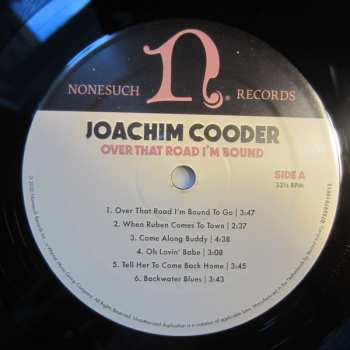 NONESUCH n. RECORDS
JOACHIM COODER
OVER THAT ROAD I'M BOUND
SIDE A
33⅓ RPM
1. Over That Road I'm Bound To Go | 3:47
2. When Ruben Comes To Town | 2:37
3. Come Along Buddy | 4:38
4. Oh Lovin' Babe | 5:08
5. Tell Her To Come Back Home | 3:45
6. Backwater Blues | 3:43